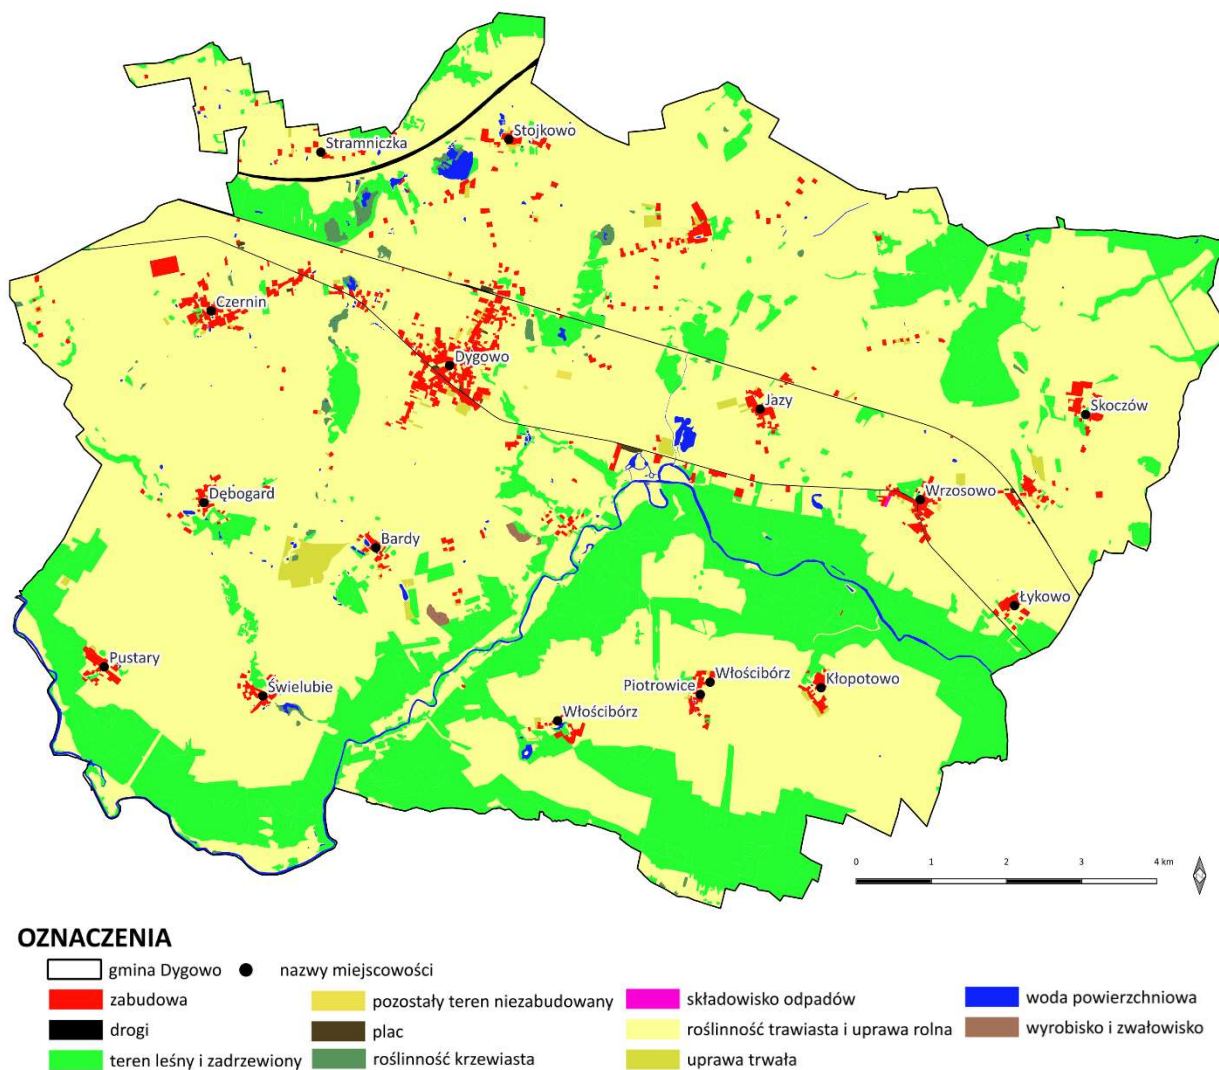 Stojkowo
Stramniczka
Czernin
Dygowo
Jazy
Skoczów
Dębogard
Wrzosowo
Bardy
Łykowo
Pustary
Włościbórz
Świelubie
Piotrowice
Kłopotowo
Włościbórz
0 1 2 3 4 km
OZNACZENIA
gmina Dygowo
nazwy miejscowości
zabudowa
pozostały teren niezabudowany
składowisko odpadów
woda powierzchniowa
drogi
plac
roślinność trawiasta i uprawa rolna
wyrobisko i zwałowisko
teren leśny i zadrzewiony
roślinność krzewiasta
uprawa trwała